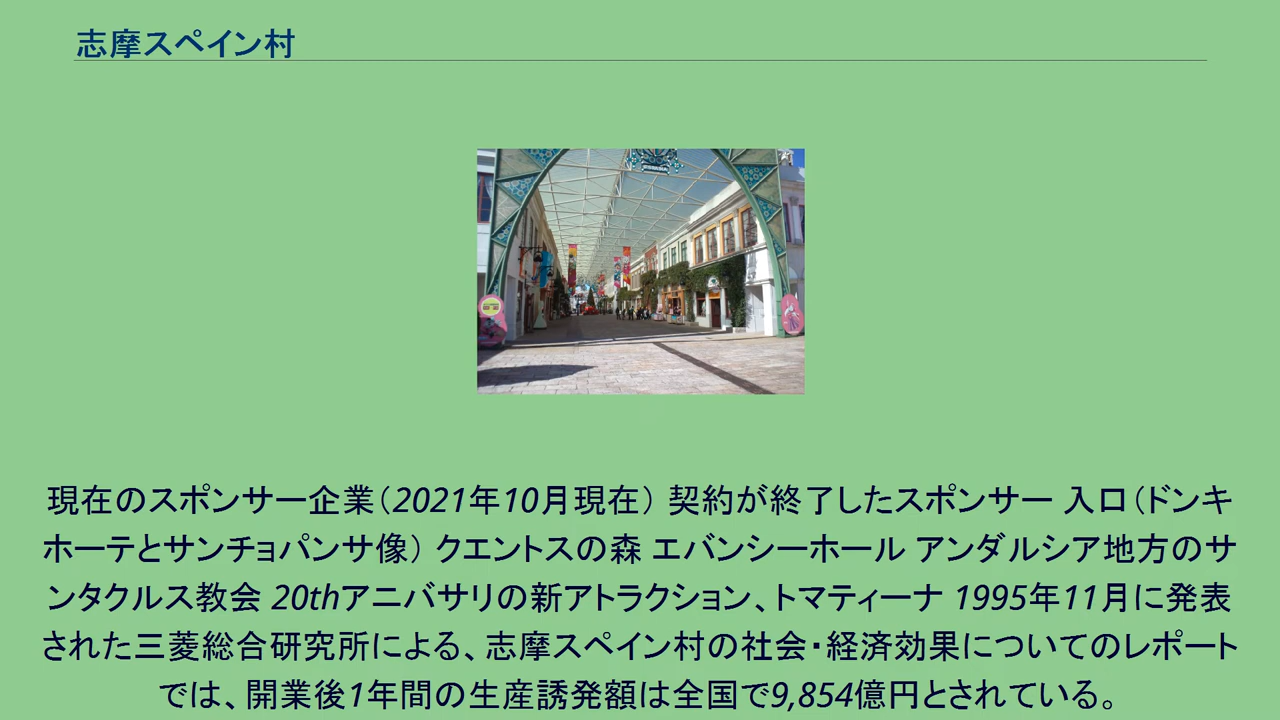 志摩スペイン村
現在のスポンサー企業（2021年10月現在） 契約が終了したスポンサー 入口（ドンキ
ホーテとサンチョパンサ像） クエントスの森 エバンシーホール アンダルシア地方のサ
ンタクルス教会 20thアニバサリの新アトラクション、トマティーナ 1995年11月に発表
された三菱総合研究所による、志摩スペイン村の社会・経済効果についてのレポート
では、開業後1年間の生産誘発額は全国で9,854億円とされている。